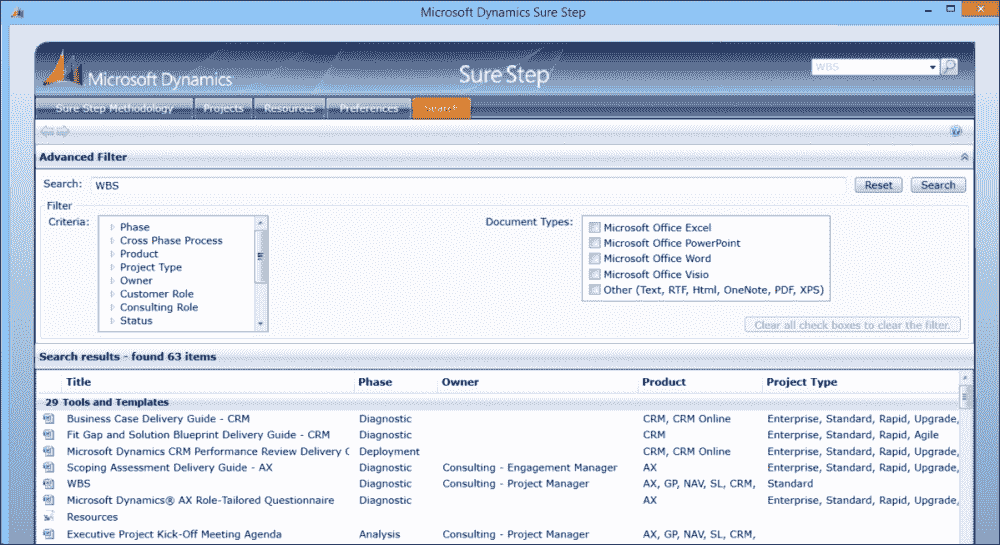 Microsoft Dynamics Sure Step
Microsoft Dynamics
Sure Step
WBS
Sure Step Methodology Projects Resources Preferences Search
Advanced Filter
Search: WBS Reset Search
Filter
Criteria:
Phase
Cross Phase Process
Product
Project Type
Owner
Customer Role
Consulting Role
Status
Document Types:
Microsoft Office Excel
Microsoft Office PowerPoint
Microsoft Office Word
Microsoft Office Visio
Other (Text, RTF, Html, OneNote, PDF, XPS)
Clear all check boxes to clear the filter.
Search results - found 63 items
Title Phase Owner Product Project Type
29 Tools and Templates
Business Case Delivery Guide - CRM Diagnostic CRM, CRM Online Enterprise, Standard, Rapid, Upgrade,
Fit Gap and Solution Blueprint Delivery Guide - CRM Diagnostic CRM Enterprise, Standard, Rapid, Agile
Microsoft Dynamics CRM Performance Review Delivery Deployment CRM, CRM Online Enterprise, Standard, Rapid, Upgrade,
Scoping Assessment Delivery Guide - AX Diagnostic Consulting - Engagement Manager AX Enterprise, Standard, Rapid, Upgrade,
WBS Diagnostic Consulting - Project Manager AX, GP, NAV, SL, CRM, Standard
Microsoft Dynamics® AX Role-Tailored Questionnaire Diagnostic AX Enterprise, Standard, Rapid, Upgrade,
Resources
Executive Project Kick-Off Meeting Agenda Analysis Consulting - Project Manager AX, GP, NAV, SL, CRM, Enterprise, Standard, Rapid, Upgrade,